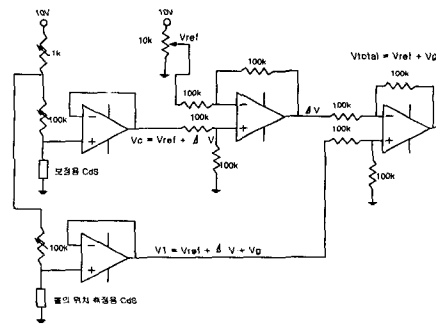 10V
10V
1k
10k
Vref
100k
Vtotal = Vref + Vg
100k
100k
100k
100k
Δ V
100k
100k
Vc = Vref + Δ V
100k
100k
보정용 CdS
100k
V1 = Vref + Δ V + Vg
빛의 위치 측정용 CdS